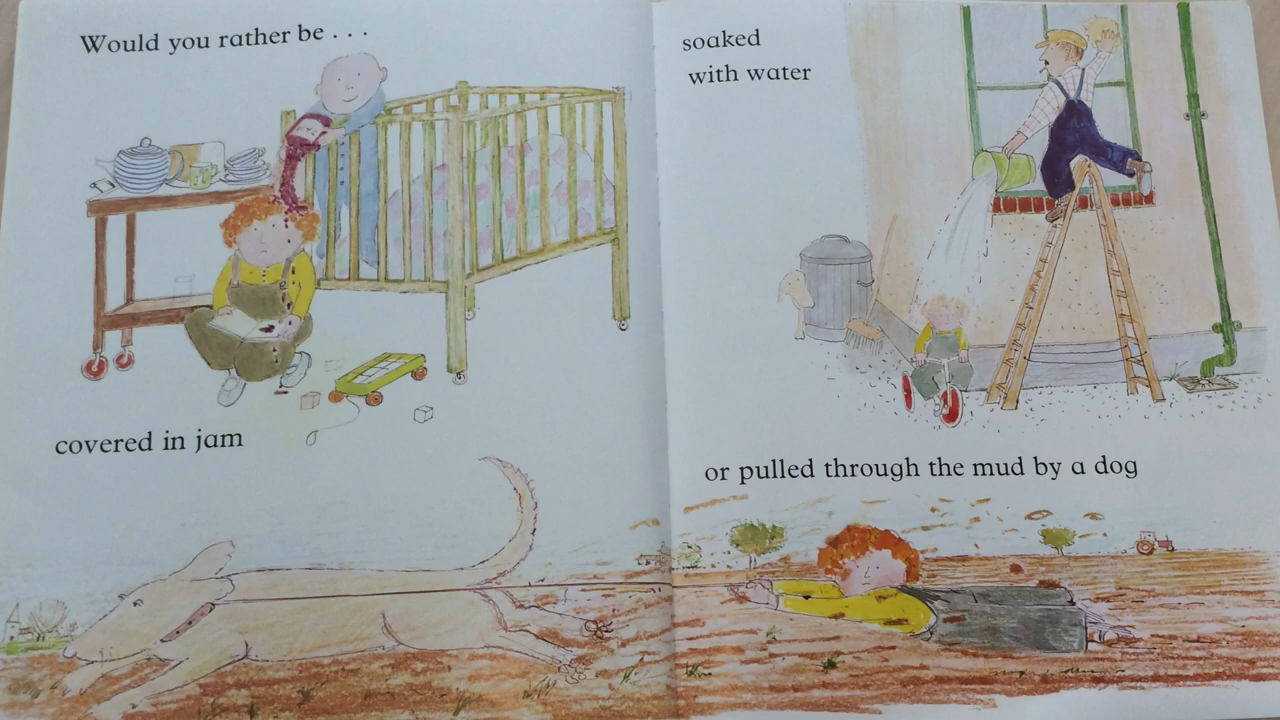 Would you rather be . . .
covered in jam
soaked
with water
or pulled through the mud by a dog